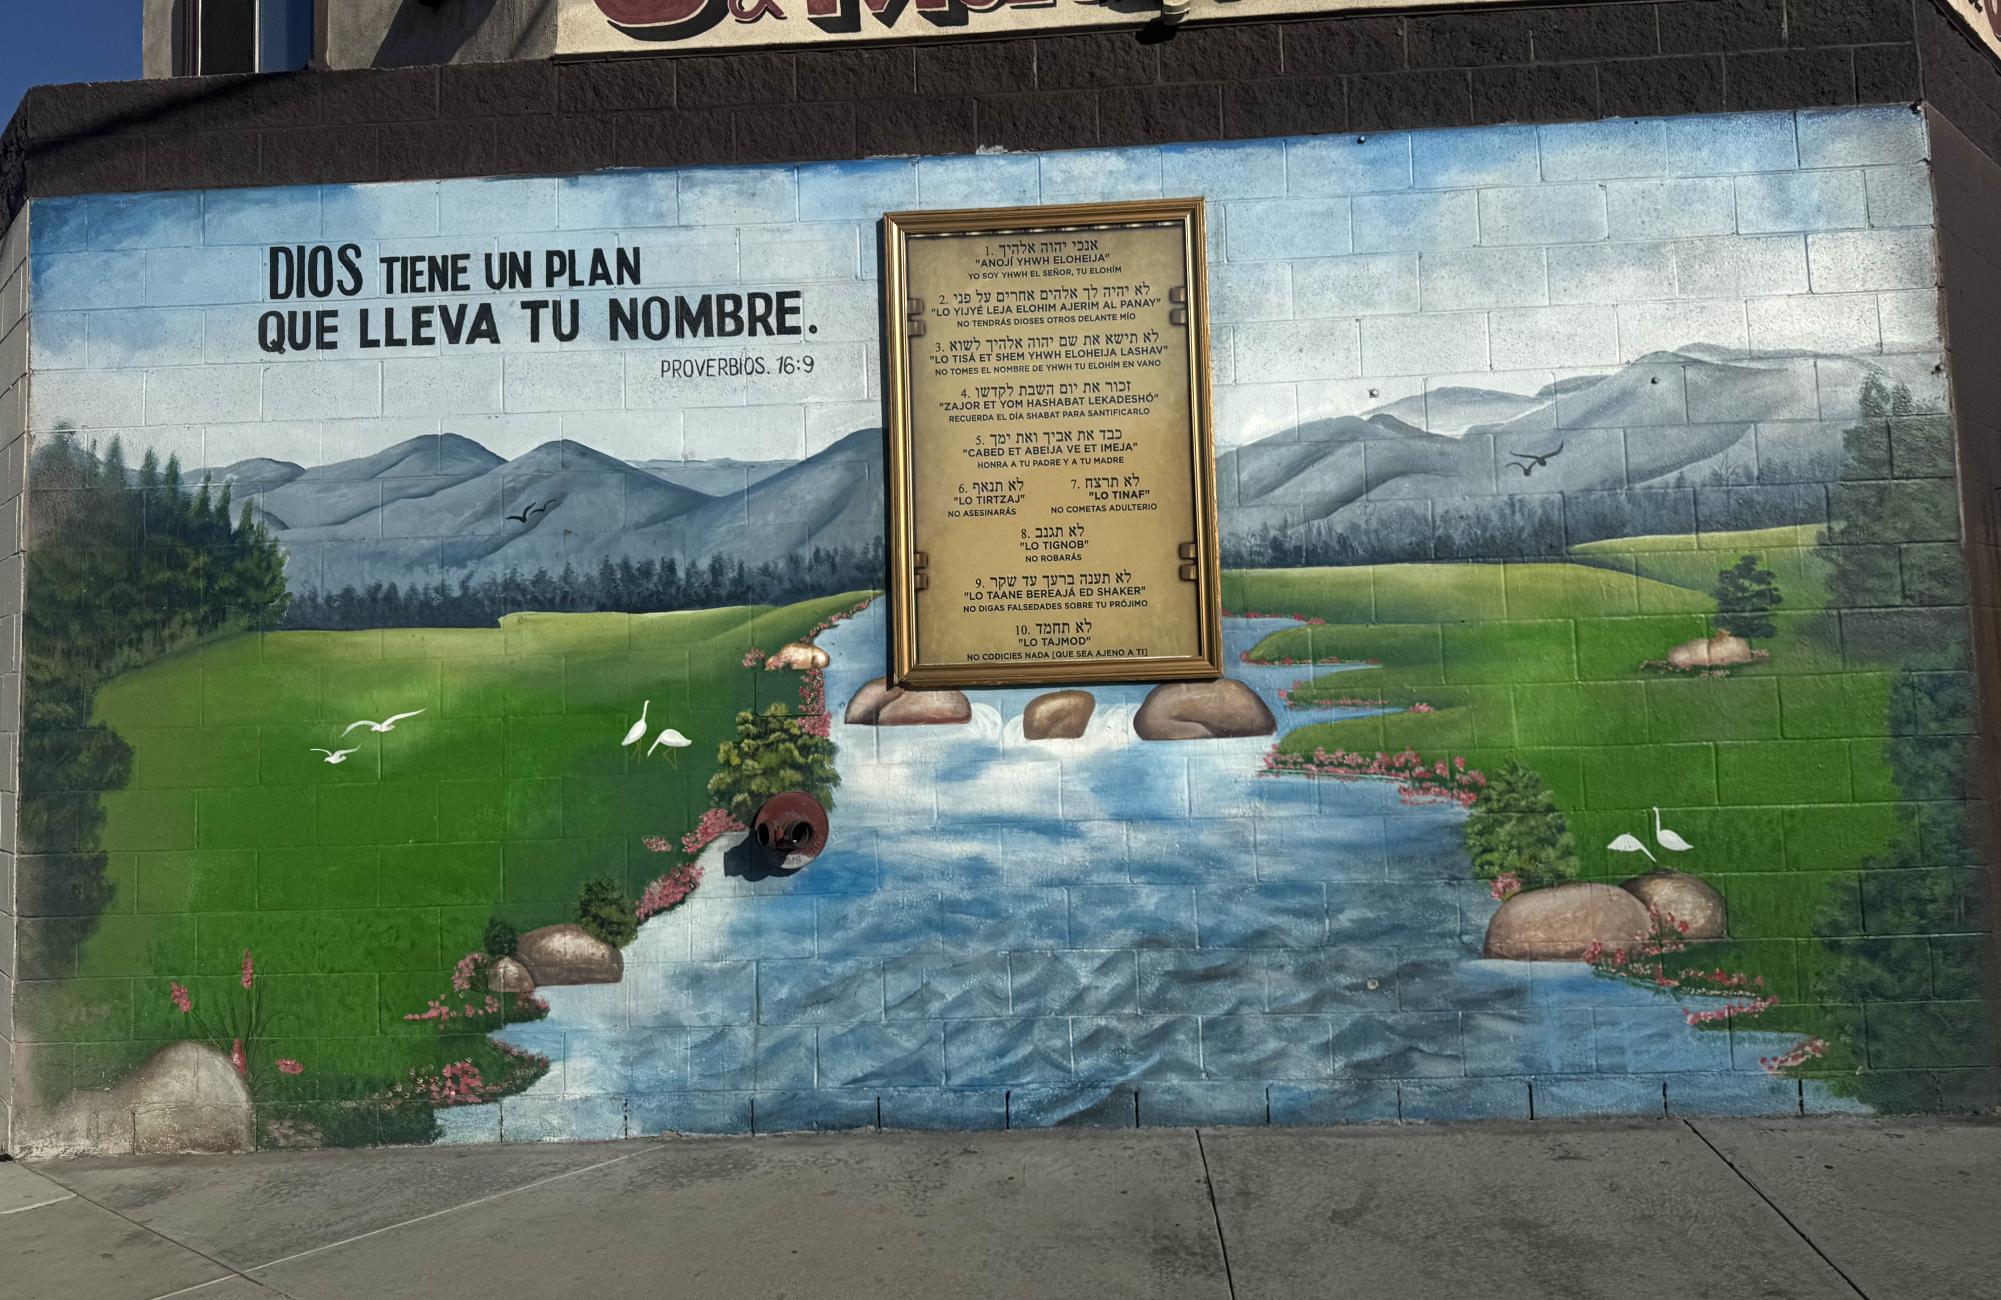 DIOS TIENE UN PLAN
QUE LLEVA TU NOMBRE.
PROVERBIOS. 16:9
1. אנכי יהוה אלהיך
"ANOJÍ YHWH ELOHEIJA"
YO SOY YHWH EL SEÑOR, TU ELOHÍM
2. לא יהיה לך אלהים אחרים על פני
"LO YIJYÉ LEJA ELOHIM AJERIM AL PANAY"
NO TENDRÁS DIOSES OTROS DELANTE MÍO
3. לא תישא את שם יהוה אלהיך לשוא
"LO TISÁ ET SHEM YHWH ELOHEIJA LASHAV"
NO TOMES EL NOMBRE DE YHWH TU ELOHÍM EN VANO
4. זכור את יום השבת לקדשו
"ZAJOR ET YOM HASHABAT LEKADESHÓ"
RECUERDA EL DÍA SHABAT PARA SANTIFICARLO
5. כבד את אביך ואת ימך
"CABED ET ABEIJA VE ET IMEJA"
HONRA A TU PADRE Y A TU MADRE
6. לא תנאף
"LO TIRTZAJ"
NO ASESINARÁS
7. לא תרצח
"LO TINAF"
NO COMETAS ADULTERIO
8. לא תגנב
"LO TIGNOB"
NO ROBARÁS
9. לא תענה ברעך עד שקר
"LO TAANE BEREAJÁ ED SHAKER"
NO DIGAS FALSEDADES SOBRE TU PRÓJIMO
10. לא תחמד
"LO TAJMOD"
NO CODICIES NADA [QUE SEA AJENO A TI]